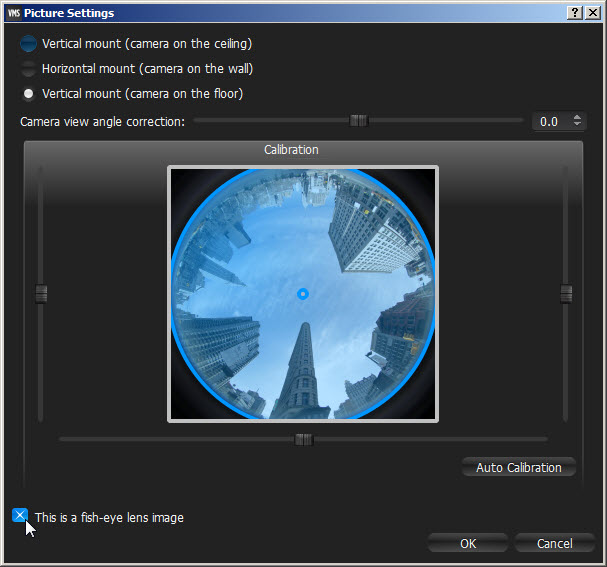 VMS Picture Settings
Vertical mount (camera on the ceiling)
Horizontal mount (camera on the wall)
Vertical mount (camera on the floor)
Camera view angle correction: 0.0
Calibration
Auto Calibration
This is a fish-eye lens image
OK Cancel